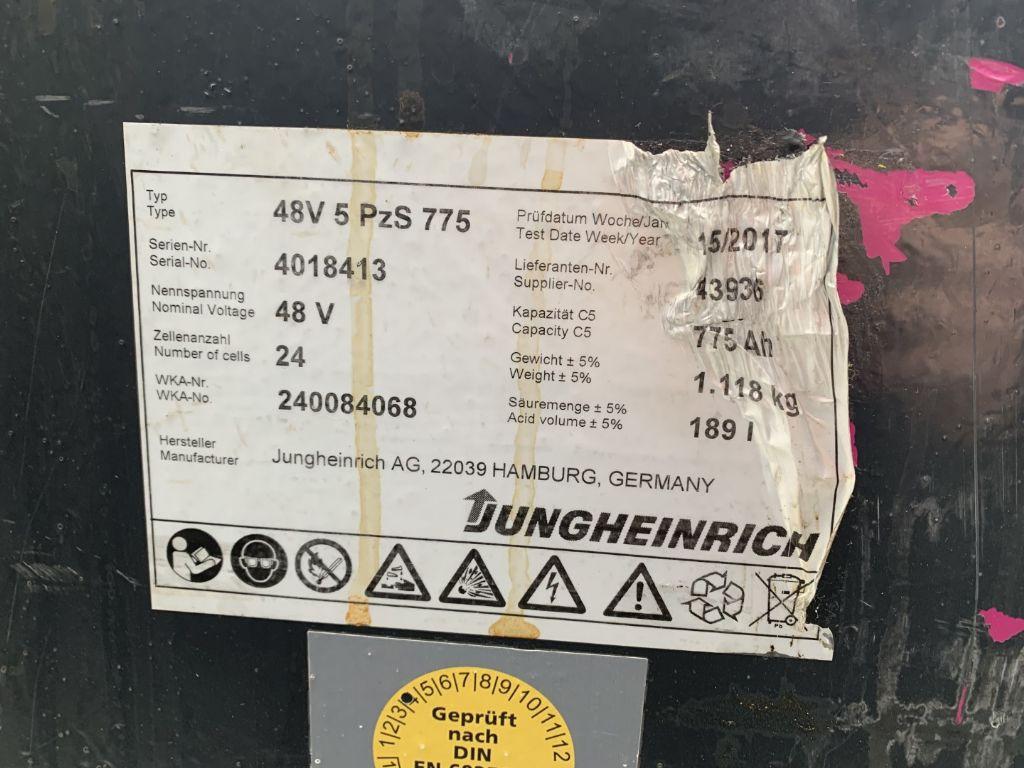 Typ
Type
48V 5 PzS 775
Serien-Nr.
Serial-No.
4018413
Nennspannung
Nominal Voltage
48 V
Zellenanzahl
Number of cells
24
WKA-Nr.
WKA-No.
240084068
Prüfdatum Woche/Jahr
Test Date Week/Year
15/2017
Lieferanten-Nr.
Supplier-No.
43936
Kapazität C5
Capacity C5
775 Ah
Gewicht ± 5%
Weight ± 5%
1.118 kg
Säuremenge ± 5%
Acid volume ± 5%
189 l
Hersteller
Manufacturer
Jungheinrich AG, 22039 HAMBURG, GERMANY
JUNGHEINRICH
Pb
1|2|3|4|5|6|7|8|9|10|11|12
Geprüft
nach
DIN
EN